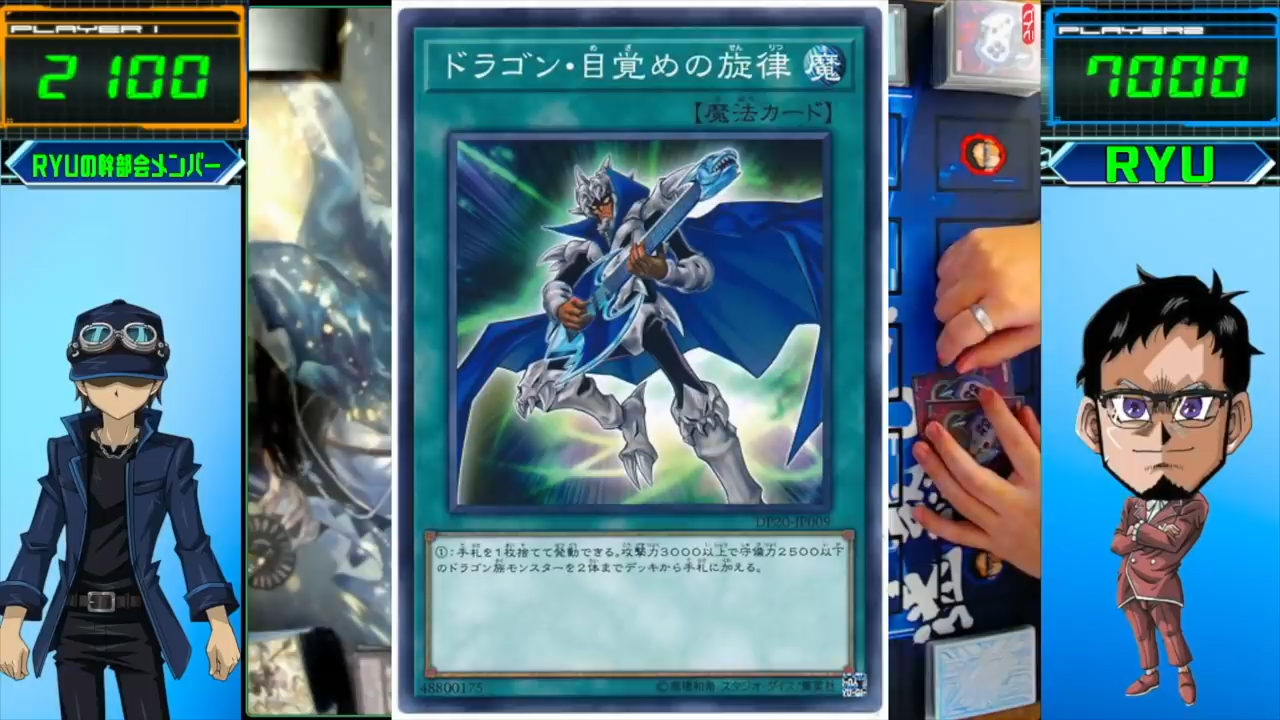 PLAYER 1
2100
RYUの幹部会メンバー
ドラゴン・目覚めの旋律 魔
【魔法カード】
DP20-JP009
①：手札を1枚捨てて発動できる。攻撃力3000以上で守備力2500以下
のドラゴン族モンスターを2体までデッキから手札に加える。
48800175
©高橋和希 スタジオ・ダイス/集英社
PLAYER2
7000
RYU